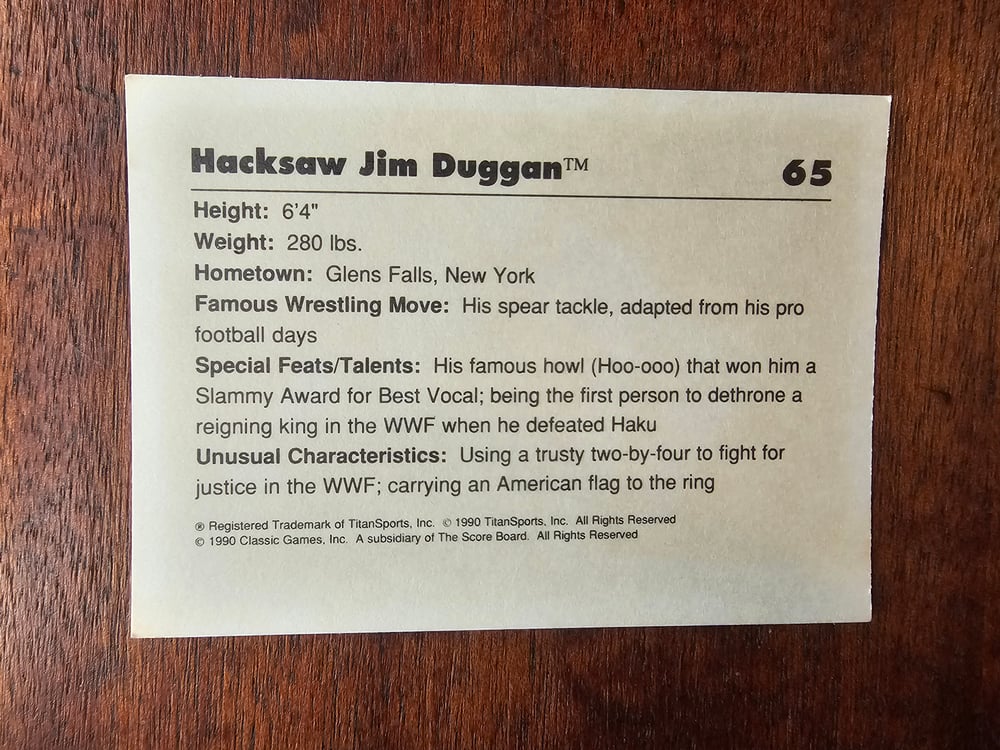 Hacksaw Jim Duggan™ 65
Height: 6'4"
Weight: 280 lbs.
Hometown: Glens Falls, New York
Famous Wrestling Move: His spear tackle, adapted from his pro
football days
Special Feats/Talents: His famous howl (Hoo-ooo) that won him a
Slammy Award for Best Vocal; being the first person to dethrone a
reigning king in the WWF when he defeated Haku
Unusual Characteristics: Using a trusty two-by-four to fight for
justice in the WWF; carrying an American flag to the ring
® Registered Trademark of TitanSports, Inc. © 1990 TitanSports, Inc. All Rights Reserved
© 1990 Classic Games, Inc. A subsidiary of The Score Board. All Rights Reserved